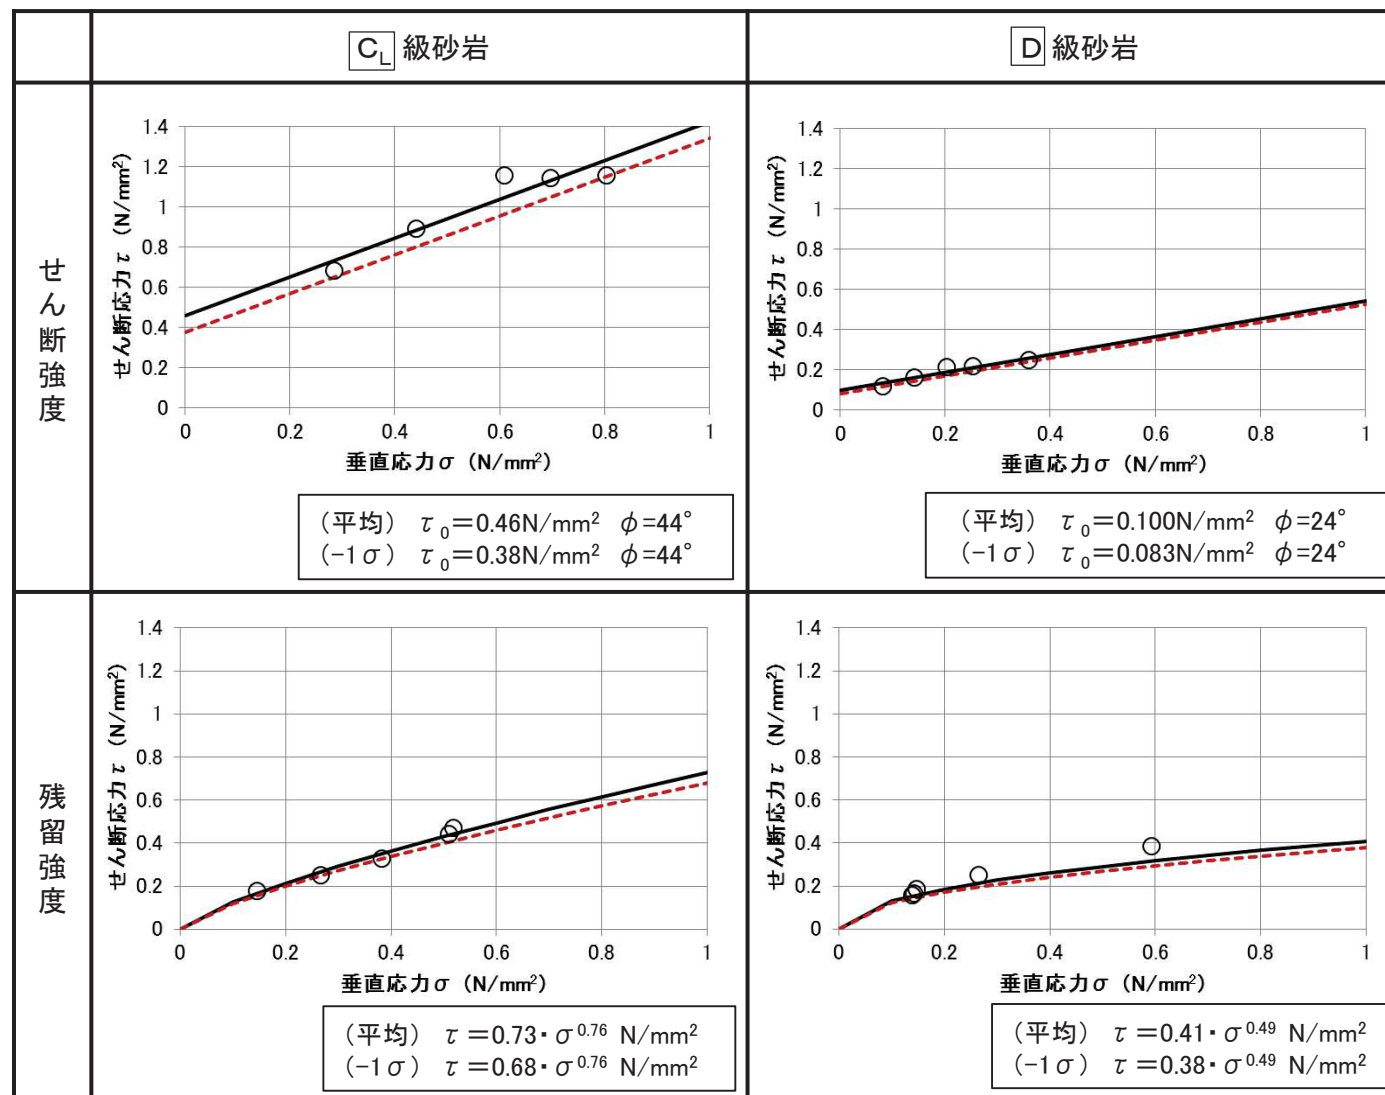 CL 級砂岩
D 級砂岩
せん断強度
1.4
1.2
1
0.8
0.6
0.4
0.2
0
せん断応力τ (N/mm²)
0 0.2 0.4 0.6 0.8 1
垂直応力σ (N/mm²)
(平均) τ0=0.46N/mm² φ=44°
(-1σ) τ0=0.38N/mm² φ=44°
1.4
1.2
1
0.8
0.6
0.4
0.2
0
せん断応力τ (N/mm²)
0 0.2 0.4 0.6 0.8 1
垂直応力σ (N/mm²)
(平均) τ0=0.100N/mm² φ=24°
(-1σ) τ0=0.083N/mm² φ=24°
残留強度
1.4
1.2
1
0.8
0.6
0.4
0.2
0
せん断応力τ (N/mm²)
0 0.2 0.4 0.6 0.8 1
垂直応力σ (N/mm²)
(平均) τ=0.73・σ^0.76 N/mm²
(-1σ) τ=0.68・σ^0.76 N/mm²
1.4
1.2
1
0.8
0.6
0.4
0.2
0
せん断応力τ (N/mm²)
0 0.2 0.4 0.6 0.8 1
垂直応力σ (N/mm²)
(平均) τ=0.41・σ^0.49 N/mm²
(-1σ) τ=0.38・σ^0.49 N/mm²